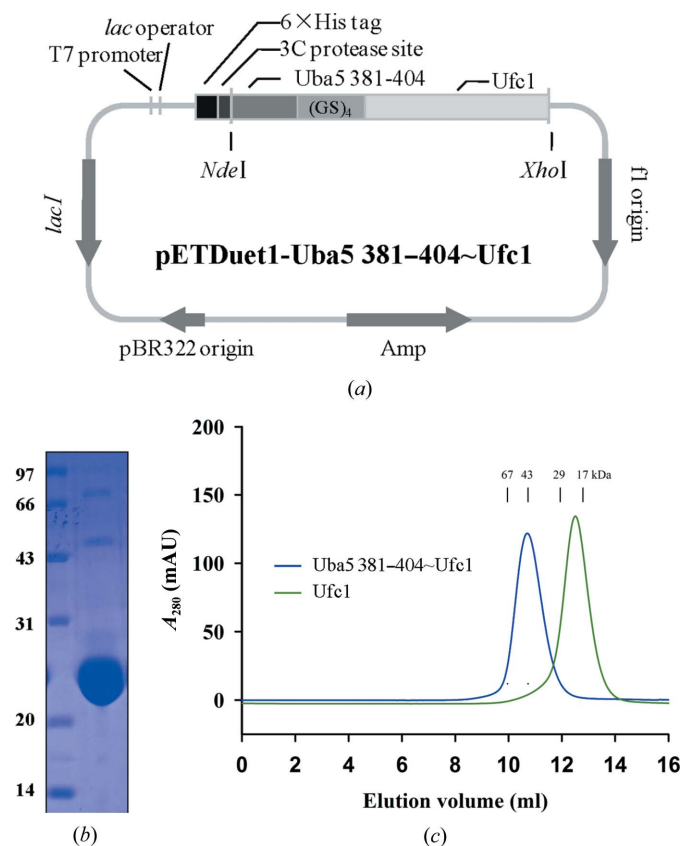 6×His tag
lac operator
3C protease site
T7 promoter
Uba5 381-404
Ufc1
(GS)4
NdeI
XhoI
lacI
f1 origin
pETDuet1-Uba5 381–404~Ufc1
pBR322 origin
Amp
(a)
97
66
43
31
20
14
(b)
200
150
100
50
0
A280 (mAU)
67 43 29 17 kDa
Uba5 381–404~Ufc1
Ufc1
0 2 4 6 8 10 12 14 16
Elution volume (ml)
(c)